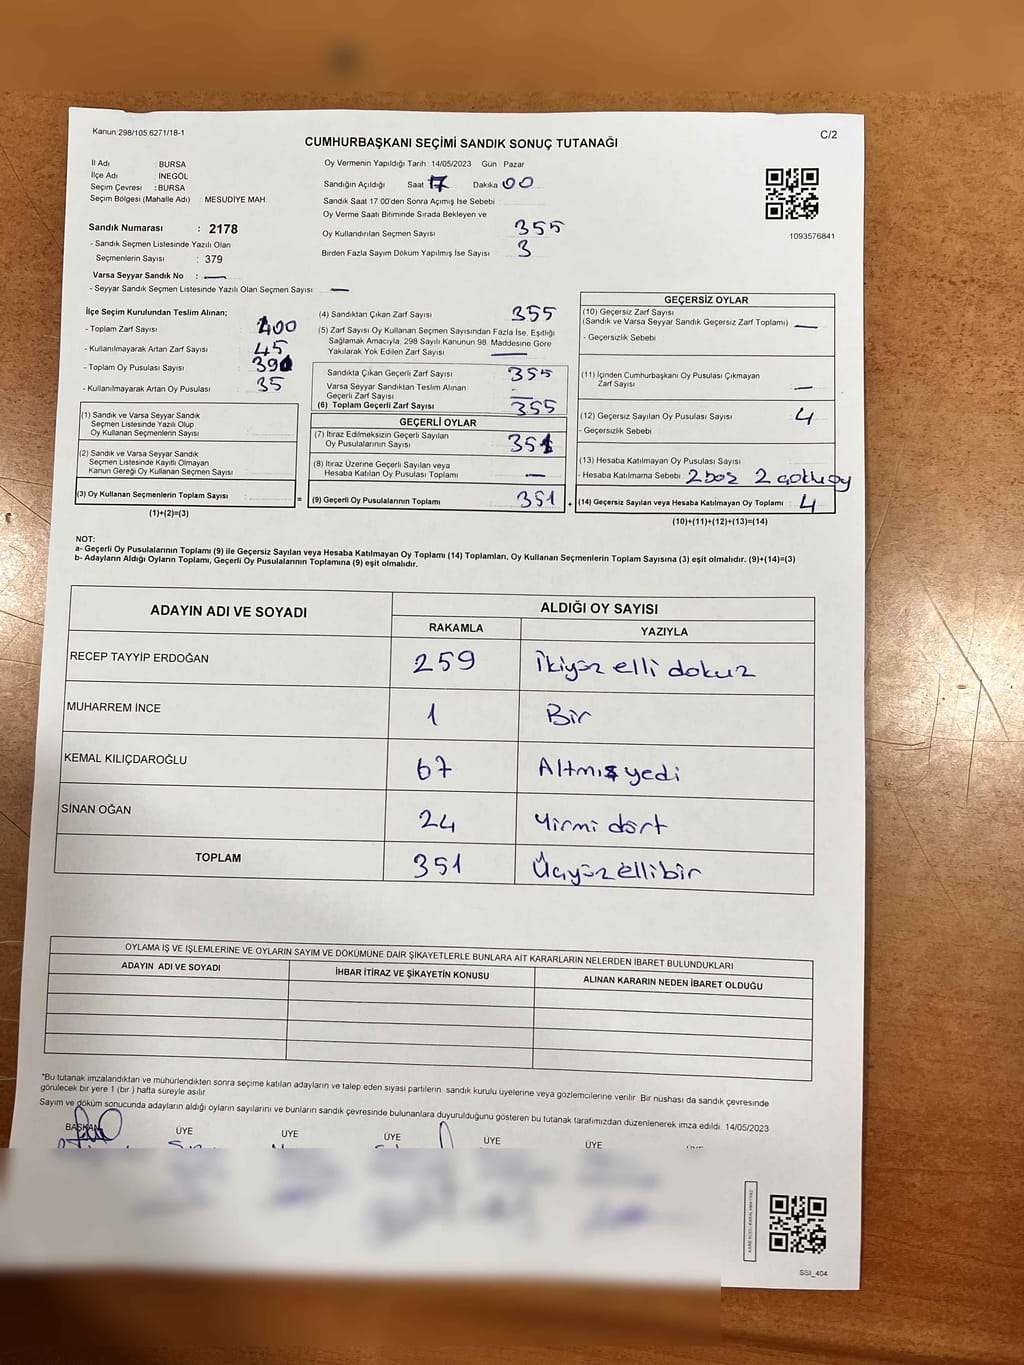 Kanun:298/105.6271/18-1
C/2
CUMHURBAŞKANI SEÇİMİ SANDIK SONUÇ TUTANAĞI
İl Adı : BURSA
İlçe Adı : İNEGÖL
Seçim Çevresi : BURSA
Seçim Bölgesi (Mahalle Adı) : MESUDİYE MAH
Sandık Numarası : 2178
- Sandık Seçmen Listesinde Yazılı Olan
Seçmenlerin Sayısı : 379
Varsa Seyyar Sandık No : —
- Seyyar Sandık Seçmen Listesinde Yazılı Olan Seçmen Sayısı —
Oy Vermenin Yapıldığı Tarih : 14/05/2023 Gün : Pazar
Sandığın Açıldığı Saat 17 Dakika 00
Sandık Saat 17.00'den Sonra Açımış İse Sebebi
Oy Verme Saati Bitiminde Sırada Bekleyen ve
Oy Kullandırılan Seçmen Sayısı 355
Birden Fazla Sayım Döküm Yapılmış İse Sayısı 3
1093576841
İlçe Seçim Kurulundan Teslim Alınan;
- Toplam Zarf Sayısı 400
- Kullanılmayarak Artan Zarf Sayısı 45
- Toplam Oy Pusulası Sayısı
- Kullanılmayarak Artan Oy Pusulası 35
(1) Sandık ve Varsa Seyyar Sandık
Seçmen Listesinde Yazılı Olup
Oy Kullanan Seçmenlerin Sayısı
(2) Sandık ve Varsa Seyyar Sandık
Seçmen Listesinde Kayıtlı Olmayan
Kanun Gereği Oy Kullanan Seçmen Sayısı
(3) Oy Kullanan Seçmenlerin Toplam Sayısı =
(1)+(2)=(3)
(4) Sandıktan Çıkan Zarf Sayısı 355
(5) Zarf Sayısı Oy Kullanan Seçmen Sayısından Fazla İse, Eşitliği
Sağlamak Amacıyla, 298 Sayılı Kanunun 98. Maddesine Göre
Yakılarak Yok Edilen Zarf Sayısı —
Sandıkta Çıkan Geçerli Zarf Sayısı 355
Varsa Seyyar Sandıktan Teslim Alınan
Geçerli Zarf Sayısı —
(6) Toplam Geçerli Zarf Sayısı 355
GEÇERLİ OYLAR
(7) İtiraz Edilmeksizin Geçerli Sayılan
Oy Pusulalarının Sayısı 351
(8) İtiraz Üzerine Geçerli Sayılan veya
Hesaba Katılan Oy Pusulası Toplamı —
(9) Geçerli Oy Pusulalarının Toplamı 351 +
GEÇERSİZ OYLAR
(10) Geçersiz Zarf Sayısı
(Sandık ve Varsa Seyyar Sandık Geçersiz Zarf Toplamı) —
- Geçersizlik Sebebi
(11) İçinden Cumhurbaşkanı Oy Pusulası Çıkmayan
Zarf Sayısı —
(12) Geçersiz Sayılan Oy Pusulası Sayısı 4
- Geçersizlik Sebebi
(13) Hesaba Katılmayan Oy Pusulası Sayısı
- Hesaba Katılmama Sebebi 2 boş 2 çoklu oy
(14) Geçersiz Sayılan veya Hesaba Katılmayan Oy Toplamı 4
(10)+(11)+(12)+(13)=(14)
NOT:
a- Geçerli Oy Pusulalarının Toplamı (9) ile Geçersiz Sayılan veya Hesaba Katılmayan Oy Toplamı (14) Toplamları, Oy Kullanan Seçmenlerin Toplam Sayısına (3) eşit olmalıdır. (9)+(14)=(3)
b- Adayların Aldığı Oyların Toplamı, Geçerli Oy Pusulalarının Toplamına (9) eşit olmalıdır.
ADAYIN ADI VE SOYADI ALDIĞI OY SAYISI
RAKAMLA YAZIYLA
RECEP TAYYİP ERDOĞAN 259 İkiyüz elli dokuz
MUHARREM İNCE 1 Bir
KEMAL KILIÇDAROĞLU 67 Altmış yedi
SİNAN OĞAN 24 Yirmi dört
TOPLAM 351 Üçyüz ellibir
OYLAMA İŞ VE İŞLEMLERİNE VE OYLARIN SAYIM VE DÖKÜMÜNE DAİR ŞİKAYETLERLE BUNLARA AİT KARARLARIN NELERDEN İBARET BULUNDUKLARI
ADAYIN ADI VE SOYADI İHBAR İTİRAZ VE ŞİKAYETİN KONUSU ALINAN KARARIN NEDEN İBARET OLDUĞU
"Bu tutanak imzalandıktan ve mühürlendikten sonra seçime katılan adayların ve talep eden siyasi partilerin sandık kurulu üyelerine veya gözlemcilerine verilir. Bir nushası da sandık çevresinde
görülecek bir yere 1 (bir ) hafta süreyle asılır.
Sayım ve döküm sonucunda adayların aldığı oyların sayılarını ve bunların sandık çevresinde bulunanlara duyurulduğunu gösteren bu tutanak tarafımızdan düzenlenerek imza edildi. 14/05/2023
BAŞKAN ÜYE ÜYE ÜYE ÜYE ÜYE
SSI_404